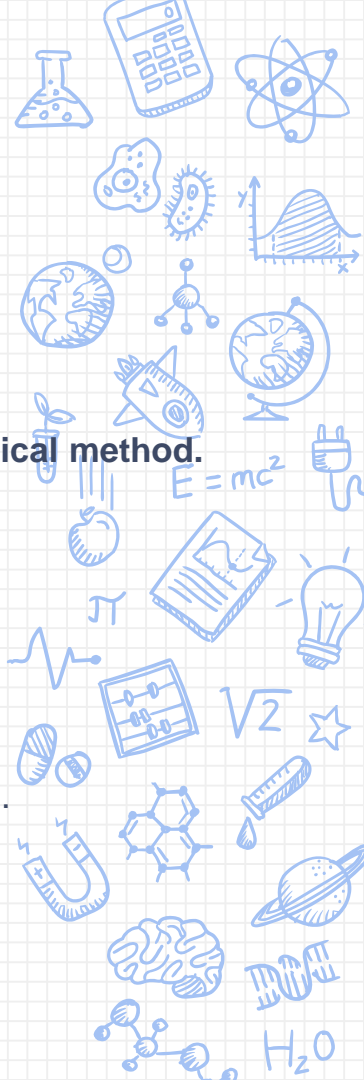 y
x
ical method.
E = mc²
π
√2
.
H₂O